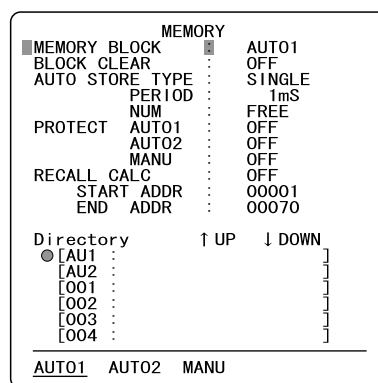 MEMORY
MEMORY BLOCK : AUTO1
BLOCK CLEAR : OFF
AUTO STORE TYPE : SINGLE
PERIOD : 1mS
NUM : FREE
PROTECT AUTO1 : OFF
AUTO2 : OFF
MANU : OFF
RECALL CALC : OFF
START ADDR : 00001
END ADDR : 00070
Directory ↑ UP ↓ DOWN
[AU1 : ]
[AU2 : ]
[001 : ]
[002 : ]
[003 : ]
[004 : ]
AUTO1 AUTO2 MANU